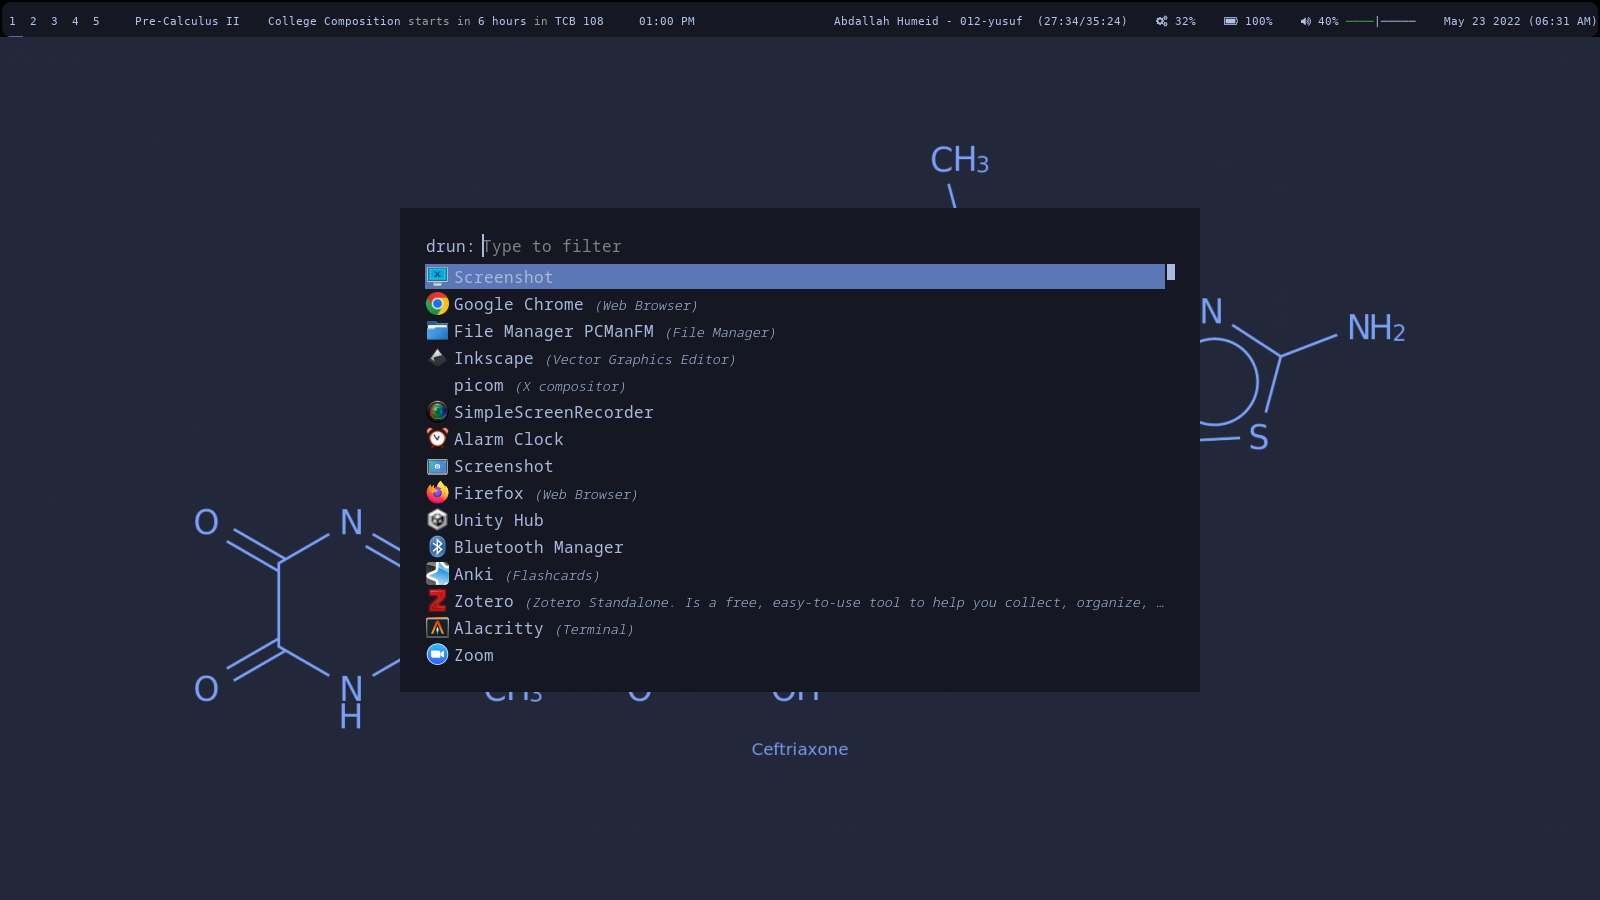 1 2 3 4 5 Pre-Calculus II College Composition starts in 6 hours in TCB 108 01:00 PM Abdallah Humeid - 012-yusuf (27:34/35:24) 32% 100% 40% May 23 2022 (06:31 AM)
CH3
drun: Type to filter
Screenshot
Google Chrome (Web Browser)
File Manager PCManFM (File Manager)
Inkscape (Vector Graphics Editor)
picom (X compositor)
SimpleScreenRecorder
Alarm Clock
Screenshot
Firefox (Web Browser)
Unity Hub
Bluetooth Manager
Anki (Flashcards)
Zotero (Zotero Standalone. Is a free, easy-to-use tool to help you collect, organize, …
Alacritty (Terminal)
Zoom
N
NH2
S
O
N
O
N
H
CH3
O
OH
Ceftriaxone